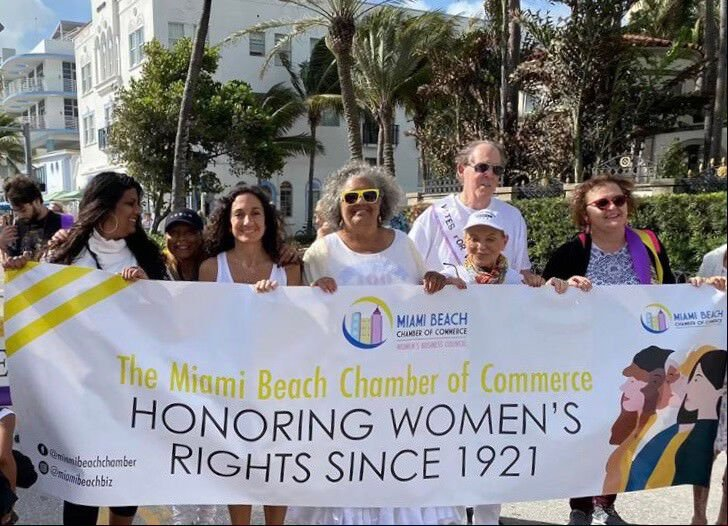 VOTES
MIAMI BEACH
CHAMBER OF COMMERCE
WOMEN'S BUSINESS COUNCIL
MIAMI BEACH
CHAMBER OF COMMERCE
The Miami Beach Chamber of Commerce
HONORING WOMEN'S
RIGHTS SINCE 1921
@miamibeachchamber
@miamibeachbiz